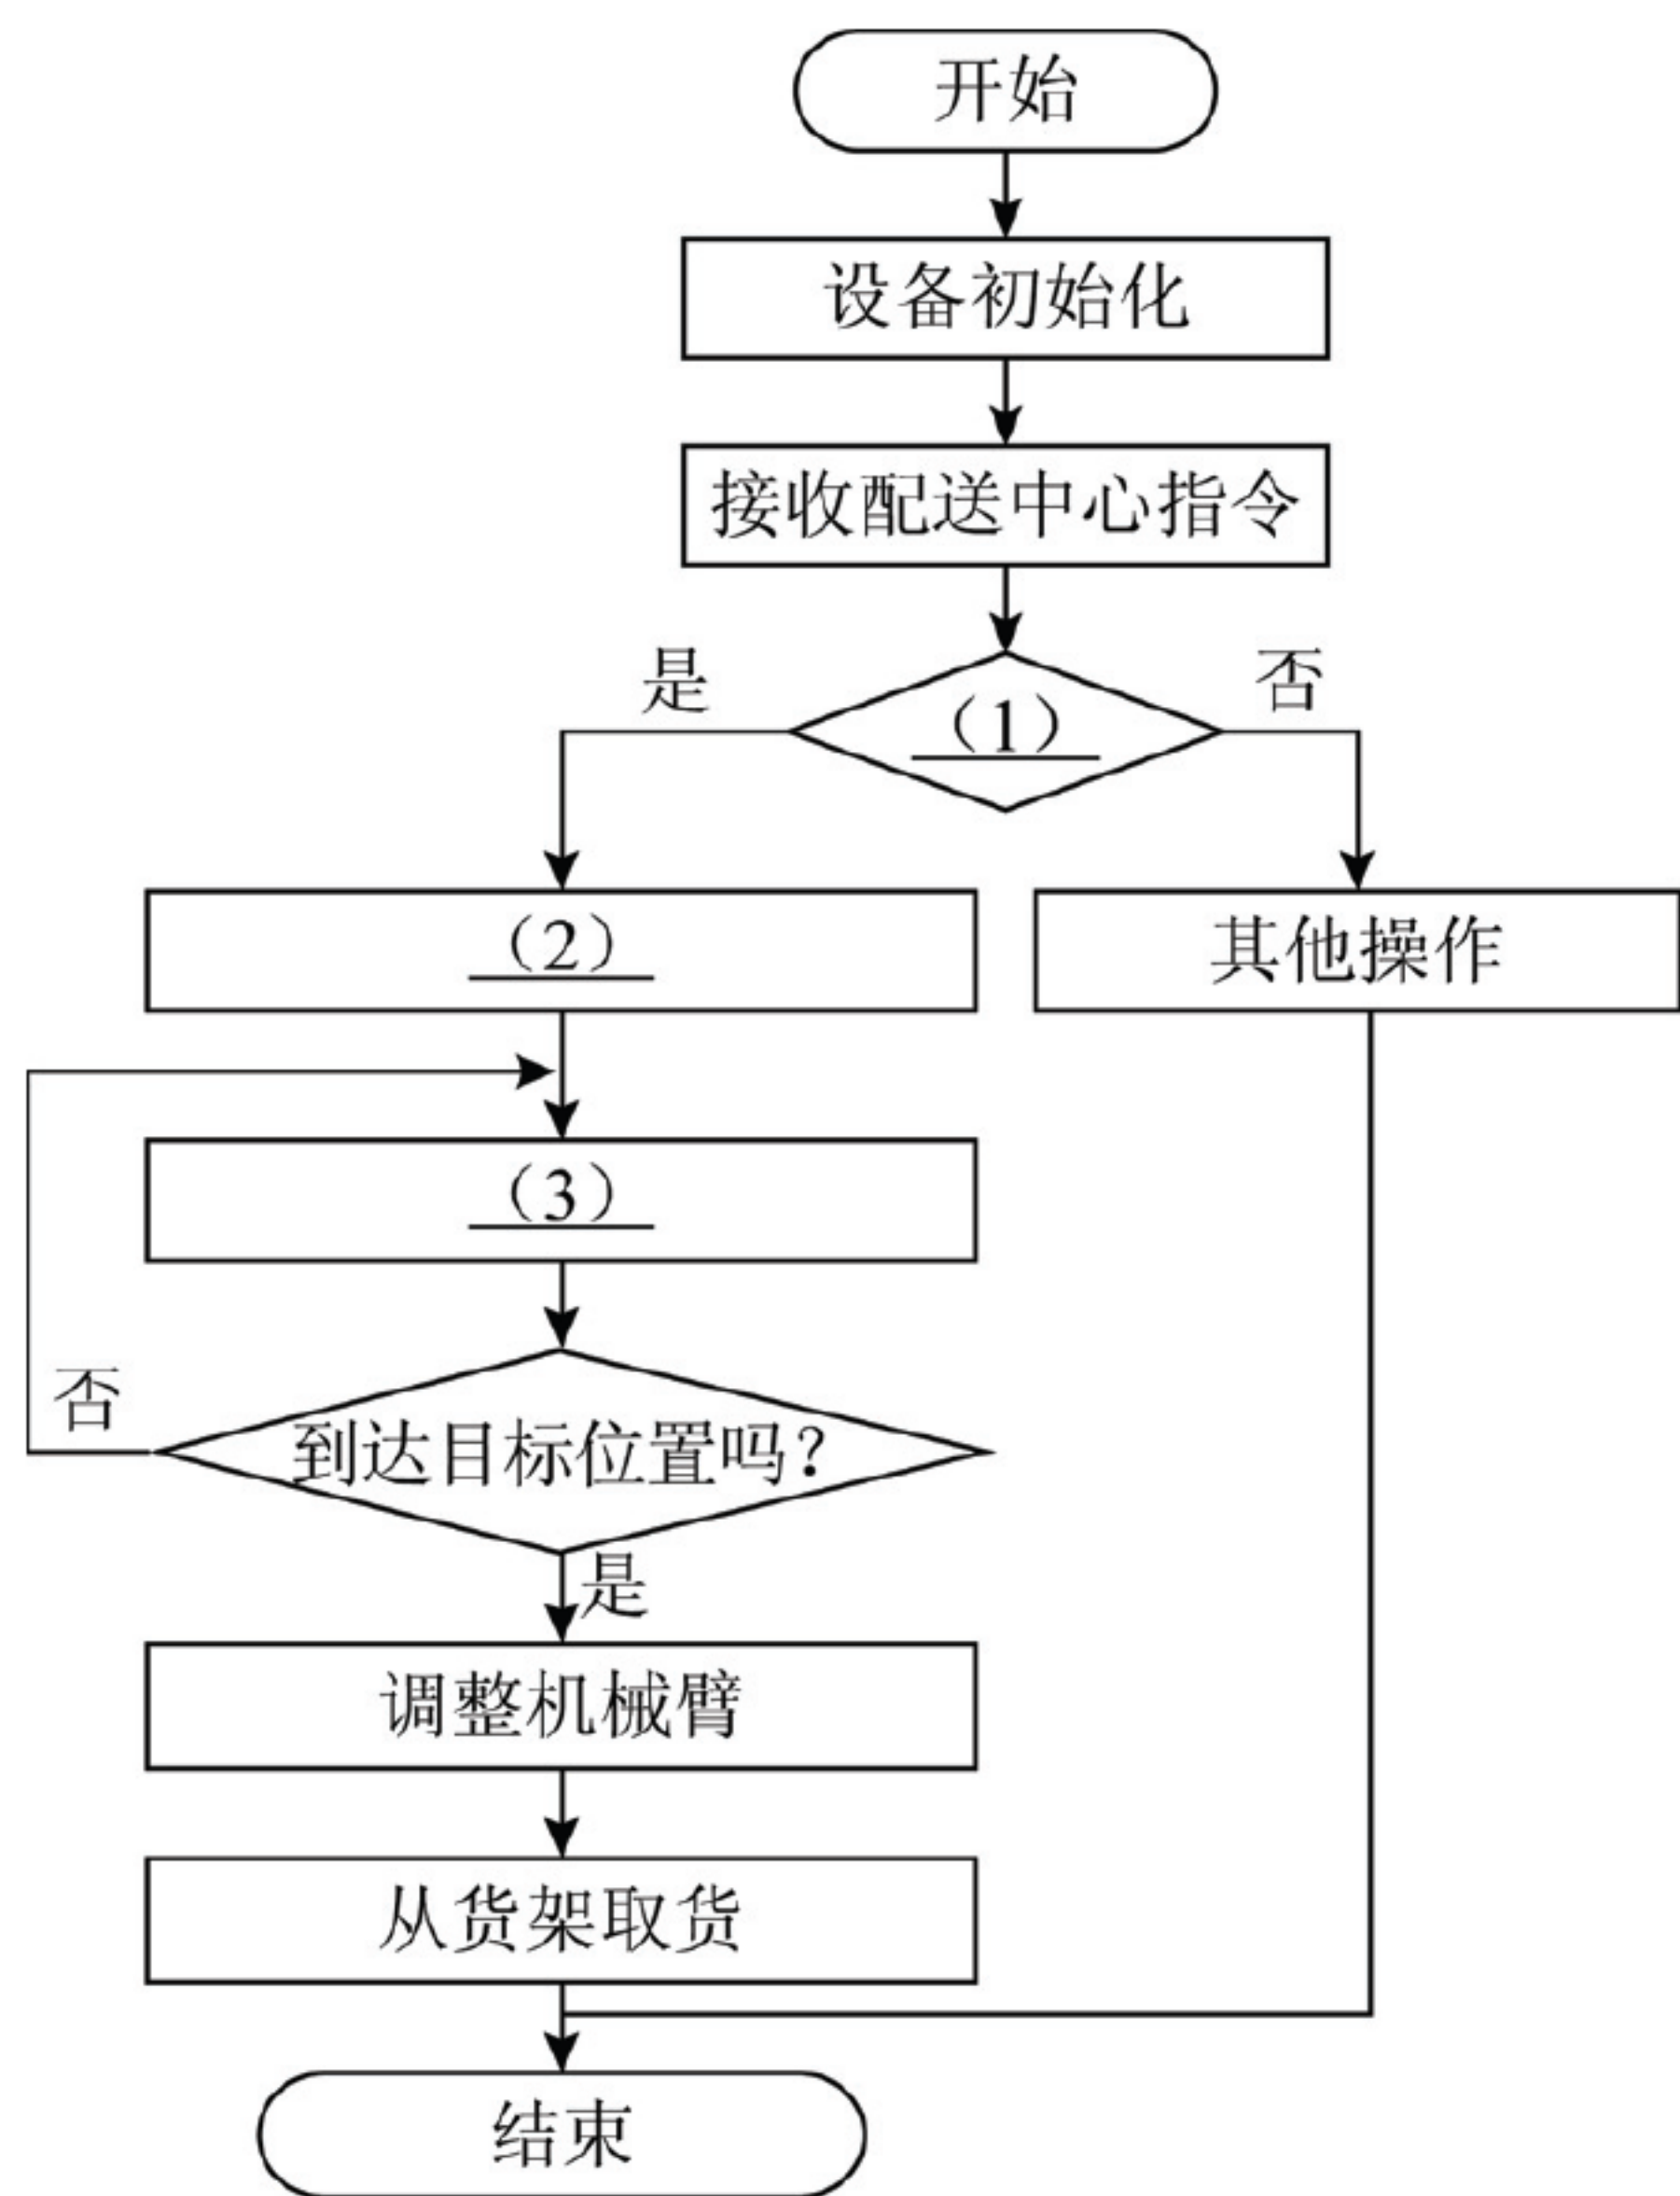 开始
设备初始化
接收配送中心指令
是
否
（1）
（2）
其他操作
（3）
否
到达目标位置吗？
是
调整机械臂
从货架取货
结束